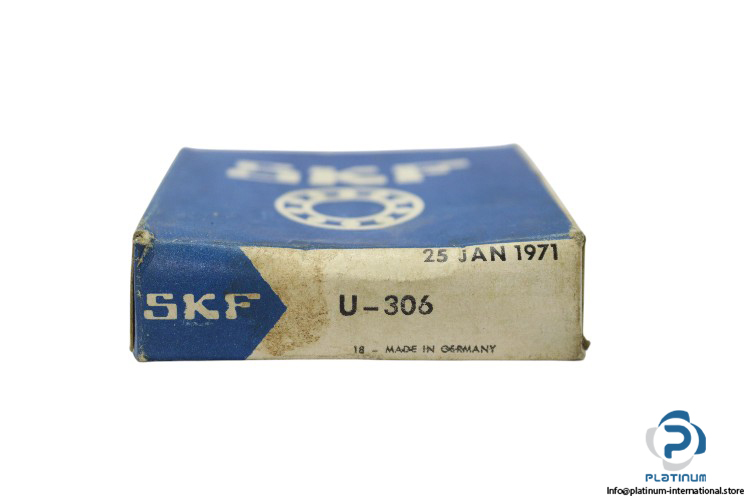 SKF
25 JAN 1971
SKF
U-306
18 - MADE IN GERMANY
PLATINUM
Info@platinum-international.store